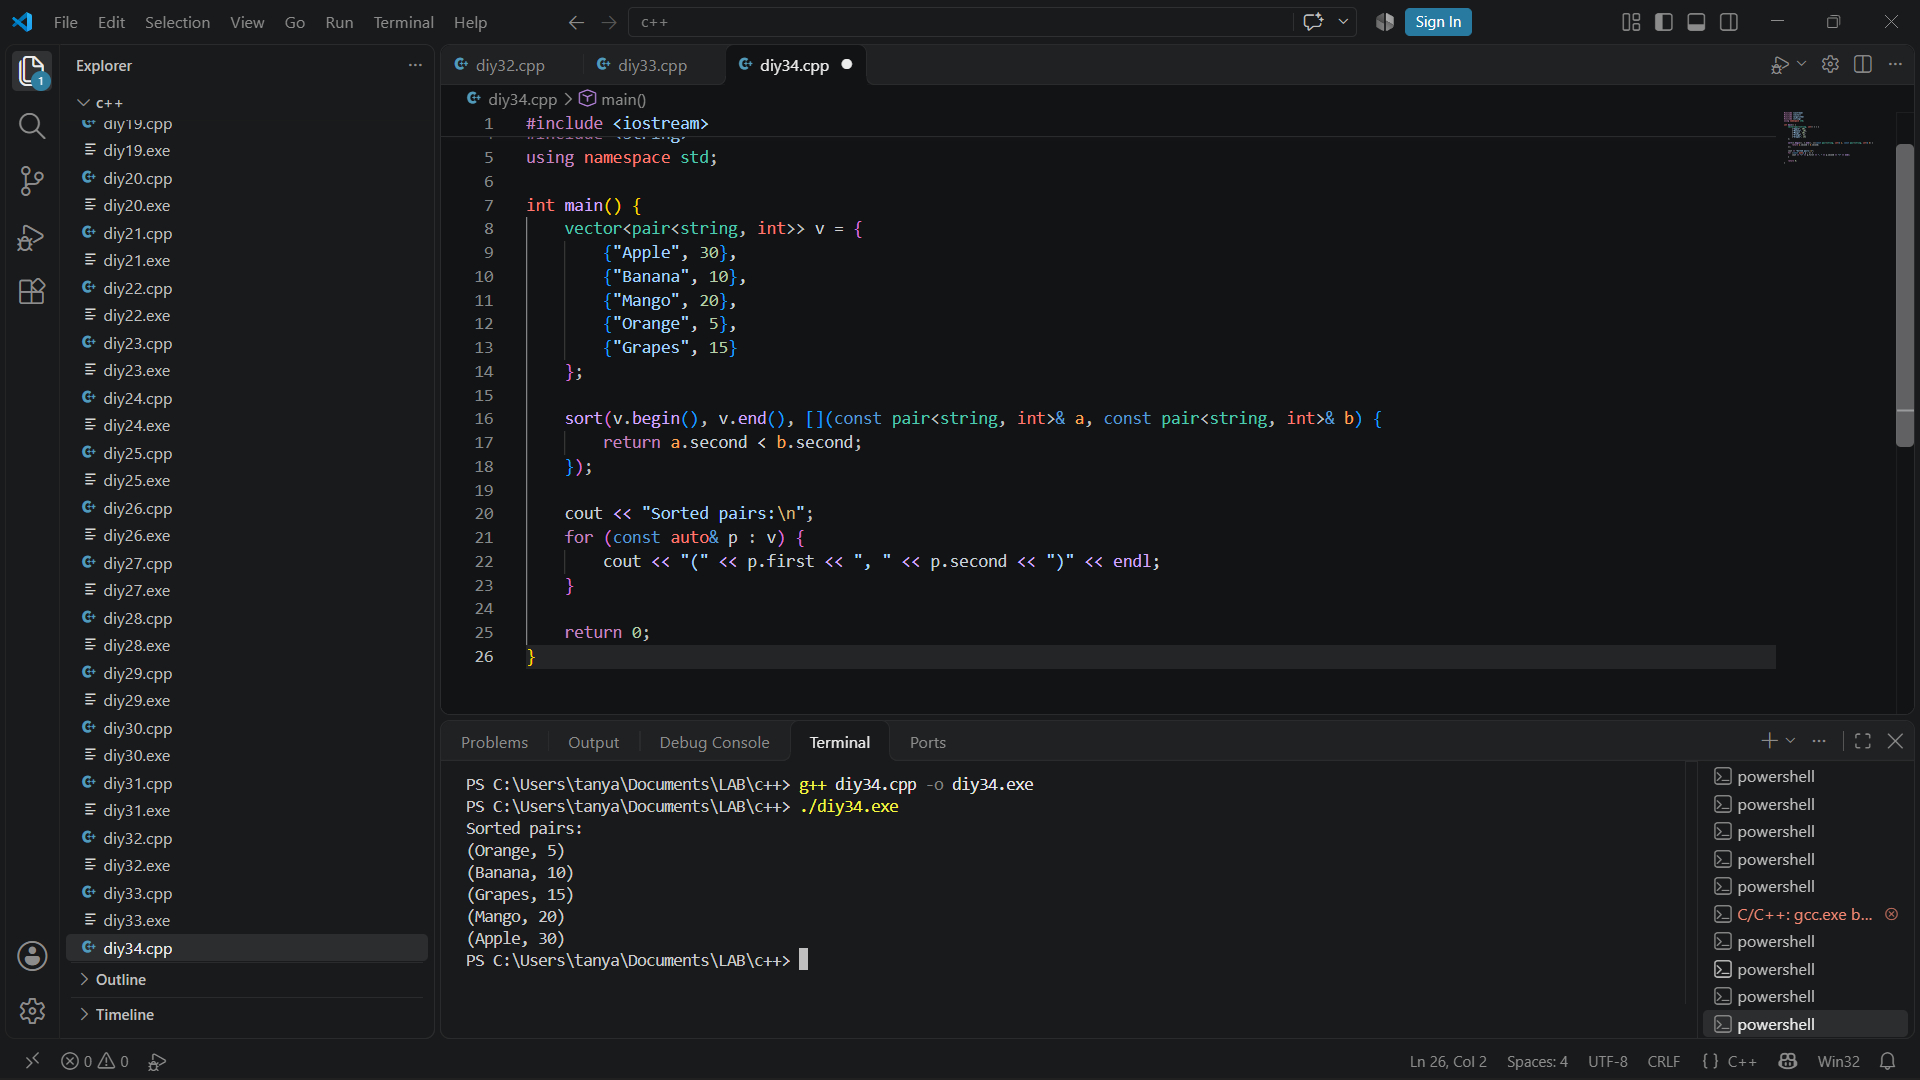 File Edit Selection View Go Run Terminal Help
c++
Sign In
Explorer
1
c++
diy19.cpp
diy19.exe
diy20.cpp
diy20.exe
diy21.cpp
diy21.exe
diy22.cpp
diy22.exe
diy23.cpp
diy23.exe
diy24.cpp
diy24.exe
diy25.cpp
diy25.exe
diy26.cpp
diy26.exe
diy27.cpp
diy27.exe
diy28.cpp
diy28.exe
diy29.cpp
diy29.exe
diy30.cpp
diy30.exe
diy31.cpp
diy31.exe
diy32.cpp
diy32.exe
diy33.cpp
diy33.exe
diy34.cpp
Outline
Timeline
diy32.cpp diy33.cpp diy34.cpp
diy34.cpp > main()
1 #include <iostream>
#include <string>
5 using namespace std;
6
7 int main() {
8 vector<pair<string, int>> v = {
9 {"Apple", 30},
10 {"Banana", 10},
11 {"Mango", 20},
12 {"Orange", 5},
13 {"Grapes", 15}
14 };
15
16 sort(v.begin(), v.end(), [](const pair<string, int>& a, const pair<string, int>& b) {
17 return a.second < b.second;
18 });
19
20 cout << "Sorted pairs:\n";
21 for (const auto& p : v) {
22 cout << "(" << p.first << ", " << p.second << ")" << endl;
23 }
24
25 return 0;
26 }
Problems Output Debug Console Terminal Ports
PS C:\Users\tanya\Documents\LAB\c++> g++ diy34.cpp -o diy34.exe
PS C:\Users\tanya\Documents\LAB\c++> ./diy34.exe
Sorted pairs:
(Orange, 5)
(Banana, 10)
(Grapes, 15)
(Mango, 20)
(Apple, 30)
PS C:\Users\tanya\Documents\LAB\c++>
powershell
powershell
powershell
powershell
powershell
C/C++: gcc.exe b...
powershell
powershell
powershell
powershell
0 0
Ln 26, Col 2 Spaces: 4 UTF-8 CRLF {} C++ Win32